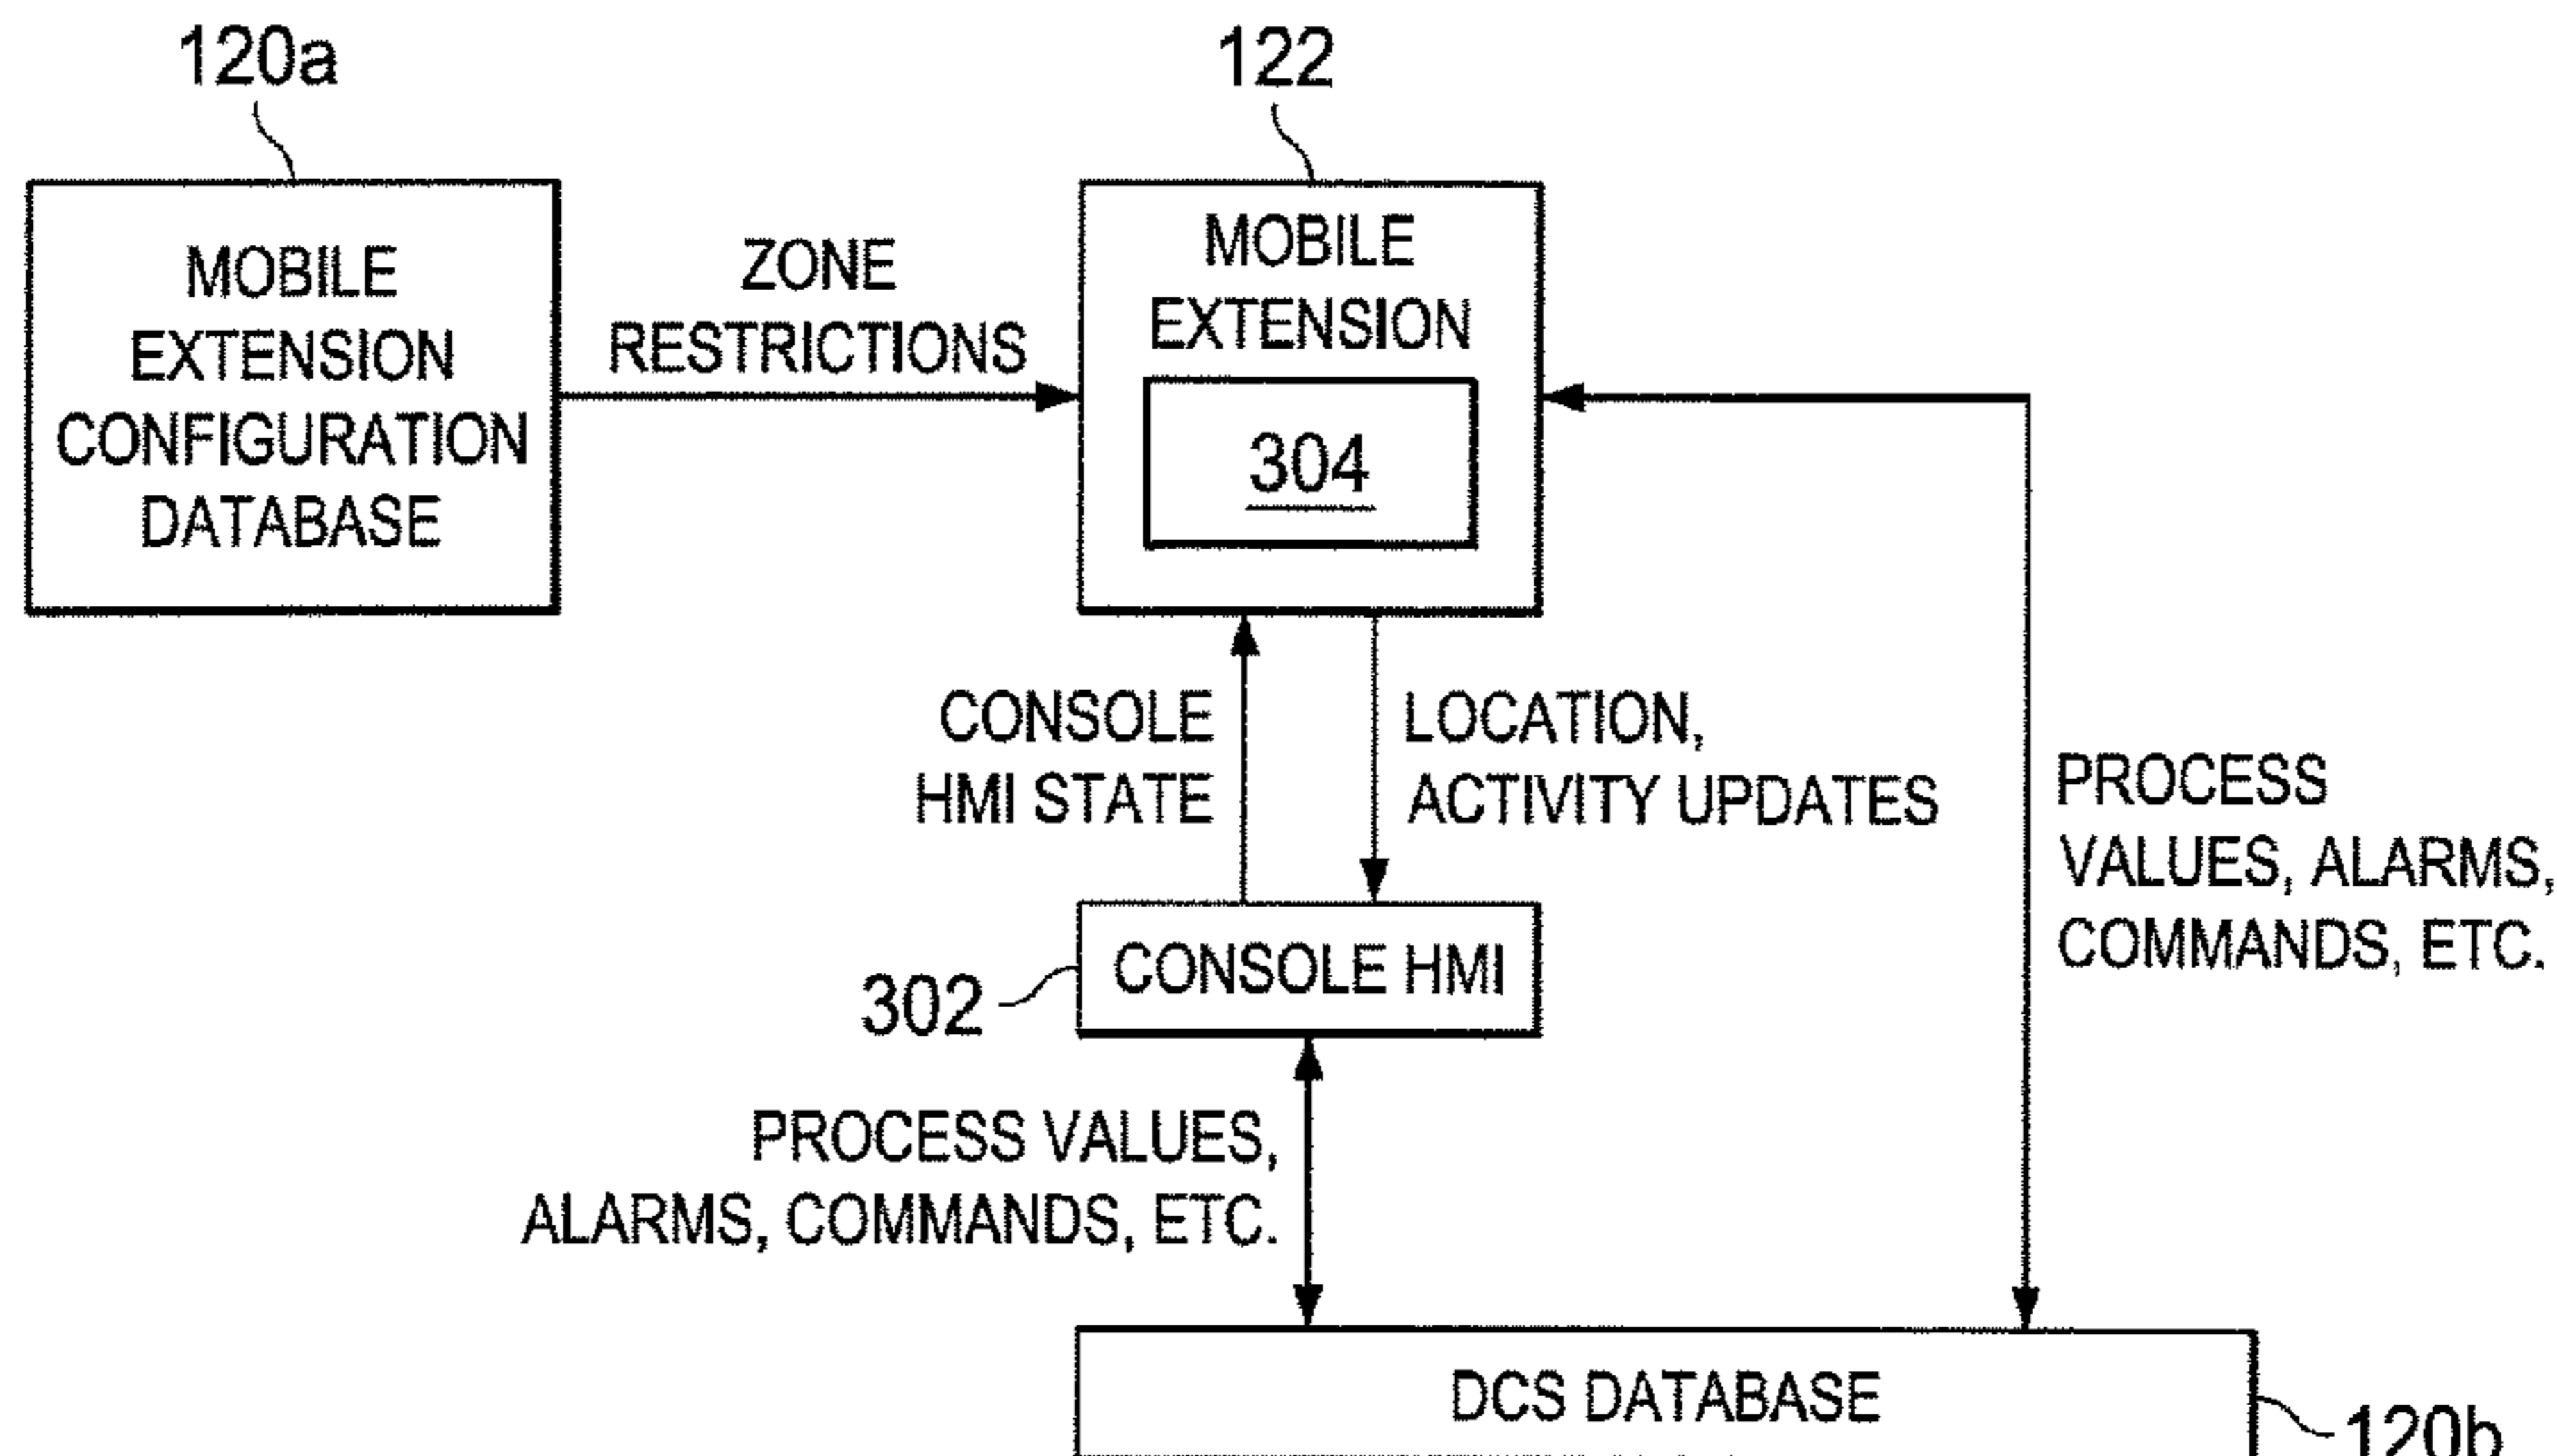 120a
122
MOBILE
EXTENSION
CONFIGURATION
DATABASE
ZONE
RESTRICTIONS
MOBILE
EXTENSION
304
CONSOLE
HMI STATE
LOCATION,
ACTIVITY UPDATES
PROCESS
VALUES, ALARMS,
COMMANDS, ETC.
302
CONSOLE HMI
PROCESS VALUES,
ALARMS, COMMANDS, ETC.
DCS DATABASE
120b